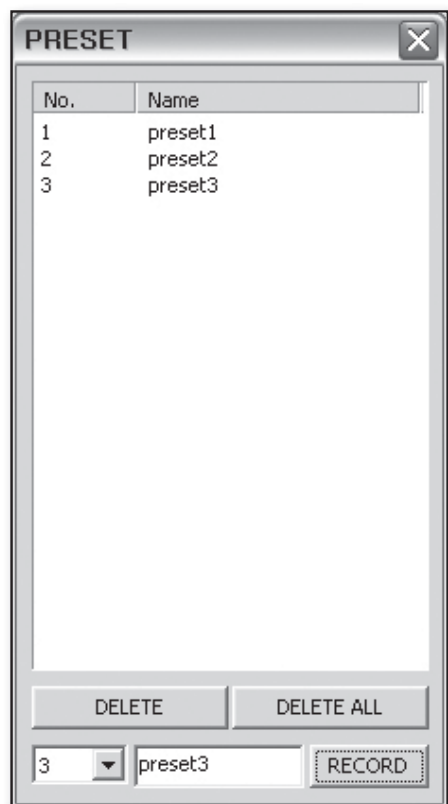 PRESET
No. Name
1 preset1
2 preset2
3 preset3
DELETE DELETE ALL
3 preset3 RECORD